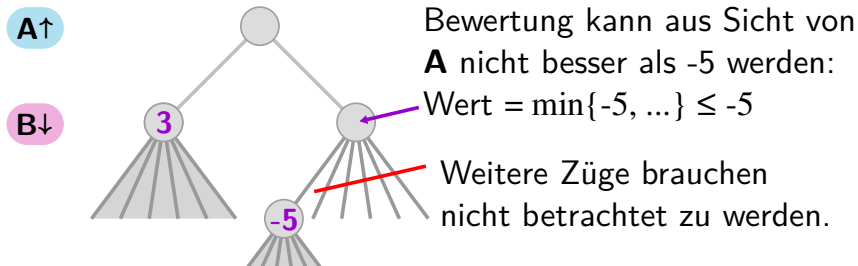 A↑
Bewertung kann aus Sicht von
A nicht besser als -5 werden:
B↓
3
Wert = min{-5, ...} ≤ -5
Weitere Züge brauchen
nicht betrachtet zu werden.
-5